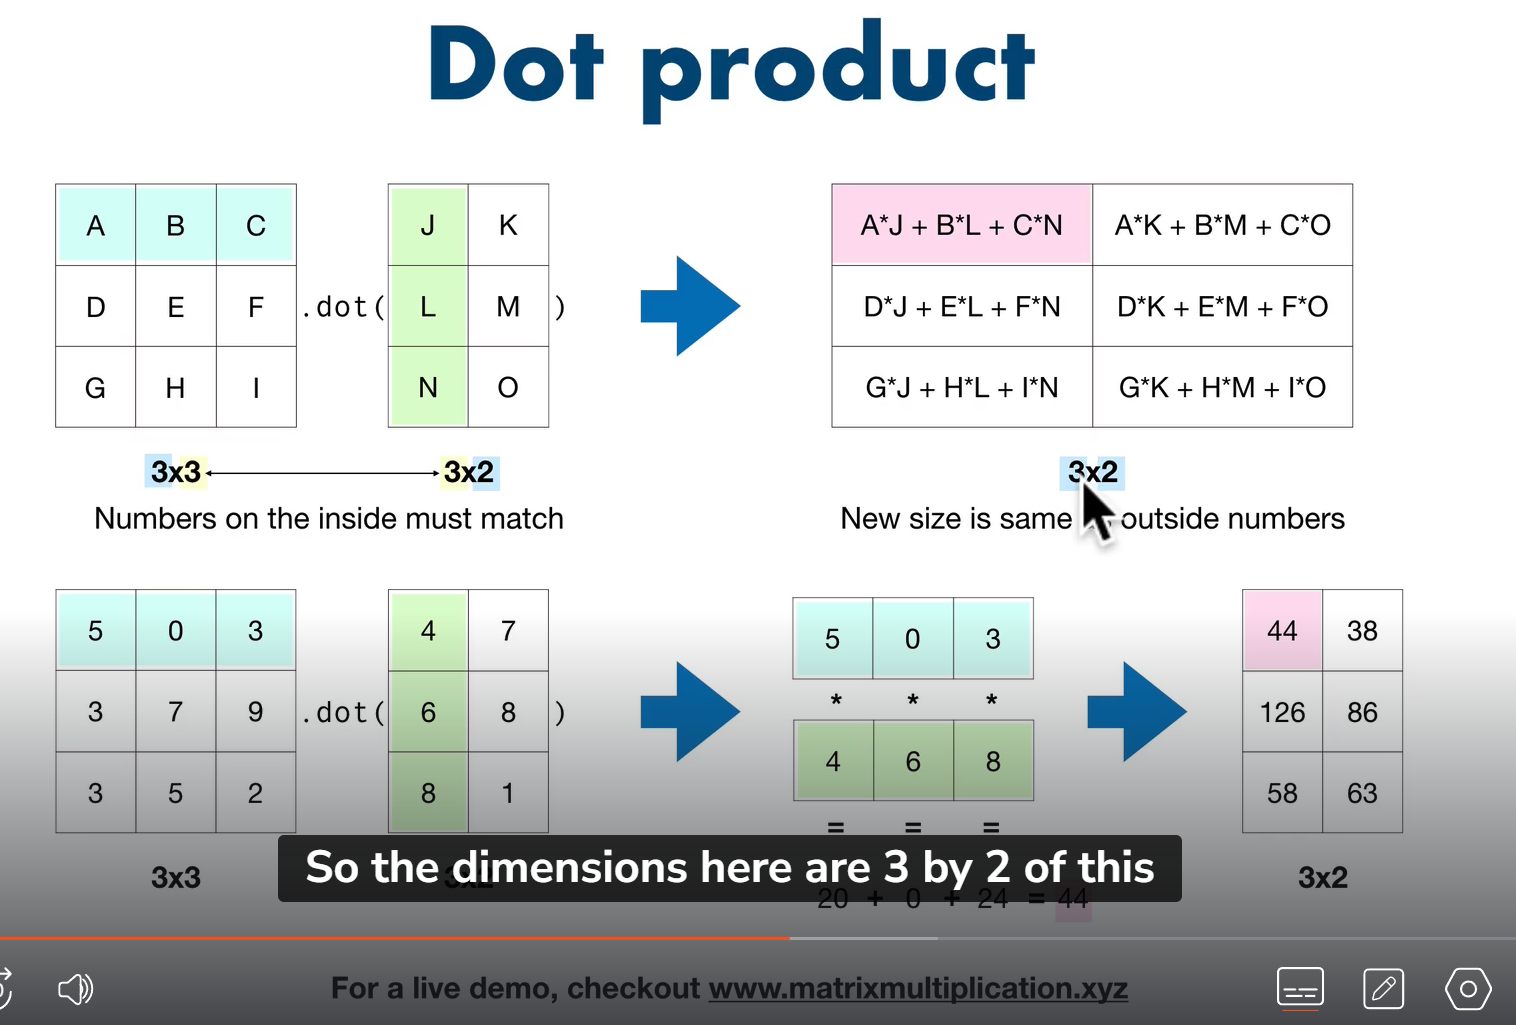 Dot product
A B C
D E F
G H I
.dot(
J K
L M
N O
)
A*J + B*L + C*N A*K + B*M + C*O
D*J + E*L + F*N D*K + E*M + F*O
G*J + H*L + I*N G*K + H*M + I*O
3x3 3x2
Numbers on the inside must match
3x2
New size is same outside numbers
5 0 3
3 7 9
3 5 2
.dot(
4 7
6 8
8 1
)
5 0 3
* * *
4 6 8
= = =
20 + 0 + 24 = 44
44 38
126 86
58 63
3x3
3x2
3x2
So the dimensions here are 3 by 2 of this
For a live demo, checkout www.matrixmultiplication.xyz